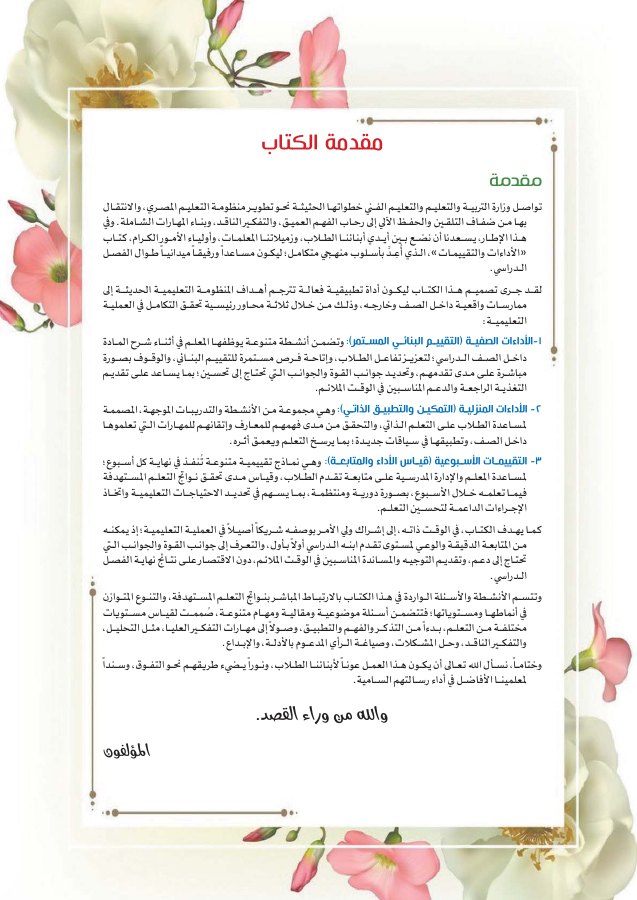 مقدمة الكتاب
مقدمة
تواصل وزارة التربية والتعليم والتعليم الفني خطواتها الحثيثة نحو تطوير منظومة التعليم المصري، والانتقال
بها من ضفاف التلقين والحفظ الآلي إلى رحاب الفهم العميق، والتفكير الناقد، وبناء المهارات الشاملة. وفي
هذا الإطار، يسعدنا أن نضع بين أيدي أبنائنا الطلاب، وزميلاتنا المعلمات، وأولياء الأمور الكرام، كتاب
«الأداءات والتقييمات»، الذي أُعِدَّ بأسلوب منهجي متكامل؛ ليكون مساعداً ورفيقاً ميدانياً طوال الفصل
الدراسي.
لقد جرى تصميم هذا الكتاب ليكون أداة تطبيقية فعالة تترجم أهداف المنظومة التعليمية الحديثة إلى
ممارسات واقعية داخل الصف وخارجه، وذلك من خلال ثلاثة محاور رئيسية تحقق التكامل في العملية
التعليمية:
١-الأداءات الصفية (التقييم البنائي المستمر): وتضمن أنشطة متنوعة يوظفها المعلم في أثناء شرح المادة
داخل الصف الدراسي؛ لتعزيز تفاعل الطلاب، وإتاحة فرص مستمرة للتقييم البنائي، والوقوف بصورة
مباشرة على مدى تقدمهم، وتحديد جوانب القوة والجوانب التي تحتاج إلى تحسين؛ بما يساعد على تقديم
التغذية الراجعة والدعم المناسبين في الوقت الملائم.
٢- الأداءات المنزلية (التمكين والتطبيق الذاتي): وهي مجموعة من الأنشطة والتدريبات الموجهة، المصممة
لمساعدة الطلاب على التعلم الذاتي، والتحقق من مدى فهمهم للمعارف وإتقانهم للمهارات التي تعلموها
داخل الصف، وتطبيقها في سياقات جديدة؛ بما يرسخ التعلم ويعمق أثره.
٣- التقييمات الأسبوعية (قياس الأداء والمتابعة): وهي نماذج تقييمية متنوعة تُنفذ في نهاية كل أسبوع؛
لمساعدة المعلم والإدارة المدرسية على متابعة تقدم الطلاب، وقياس مدى تحقق نواتج التعلم المستهدفة
فيما تعلمه خلال الأسبوع، بصورة دورية ومنتظمة، بما يسهم في تحديد الاحتياجات التعليمية واتخاذ
الإجراءات الداعمة لتحسين التعلم.
كما يهدف الكتاب، في الوقت ذاته، إلى إشراك ولي الأمر بوصفه شريكاً أصيلاً في العملية التعليمية؛ إذ يمكنه
من المتابعة الدقيقة والوعي لمستوى تقدم ابنه الدراسي أولاً بأول، والتعرف إلى جوانب القوة والجوانب التي
تحتاج إلى دعم، وتقديم التوجيه والمساندة المناسبين في الوقت الملائم، دون الاقتصار على نتائج نهاية الفصل
الدراسي.
وتتسم الأنشطة والأسئلة الواردة في هذا الكتاب بالارتباط المباشر بنواتج التعلم المستهدفة، والتنوع المتوازن
في أنماطها ومستوياتها؛ فتتضمن أسئلة موضوعية ومقالية ومهام متنوعة، صُممت لقياس مستويات
مختلفة من التعلم، بدءاً من التذكر والفهم والتطبيق، وصولاً إلى مهارات التفكير العليا، مثل التحليل،
والتفكير الناقد، وحل المشكلات، وصياغة الرأي المدعوم بالأدلة، والإبداع.
وختاماً، نسأل الله تعالى أن يكون هذا العمل عوناً لأبنائنا الطلاب، ونوراً يضيء طريقهم نحو التفوق، وسنداً
لمعلمينا الأفاضل في أداء رسالتهم السامية.
والله من وراء القصد.
المؤلفون